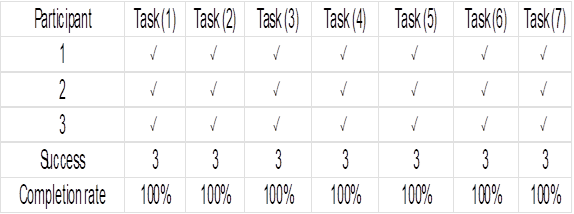 Participant Task (1) Task (2) Task (3) Task (4) Task (5) Task (6) Task (7)
1 √ √ √ √ √ √ √
2 √ √ √ √ √ √ √
3 √ √ √ √ √ √ √
Success 3 3 3 3 3 3 3
Completion rate 100% 100% 100% 100% 100% 100% 100%